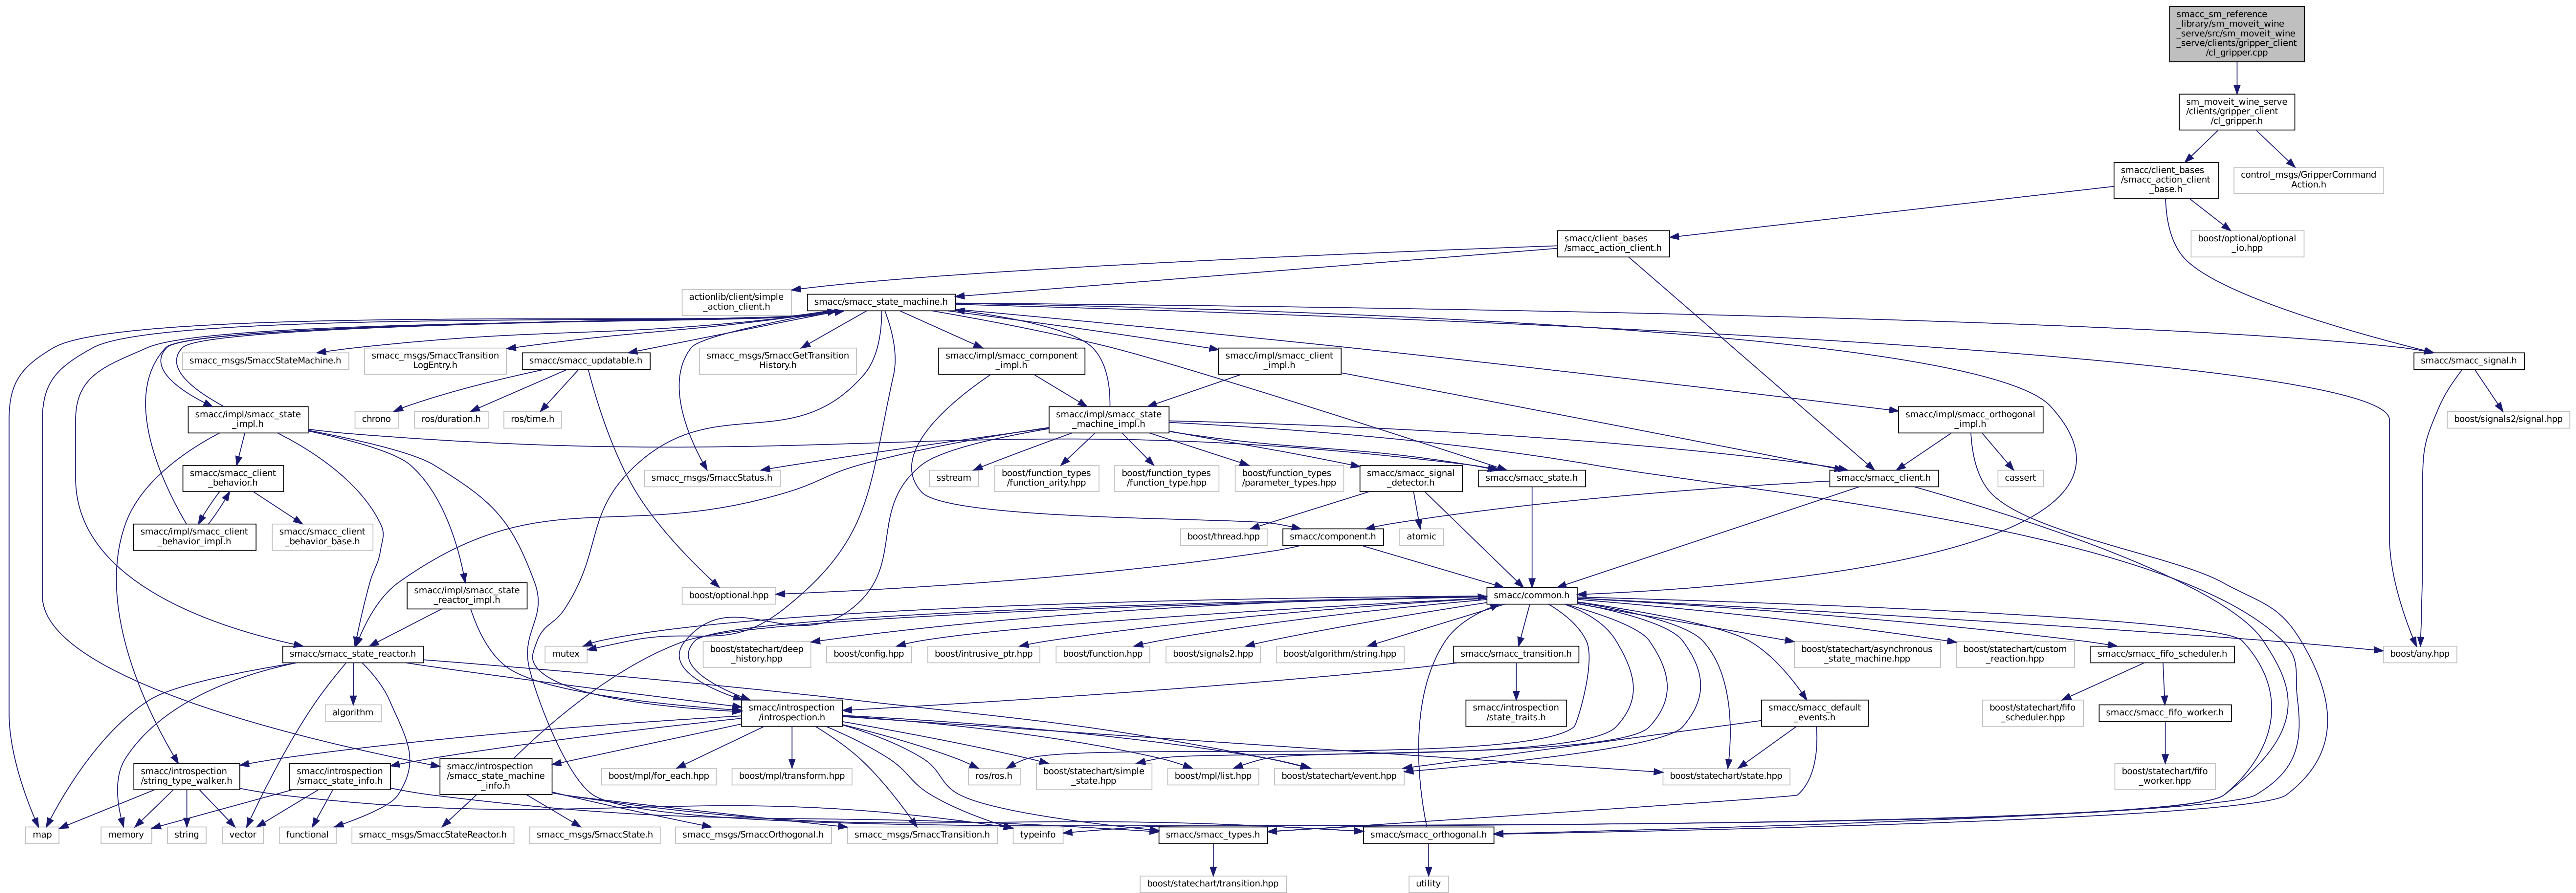 smacc_sm_reference
_library/sm_moveit_wine
_serve/src/sm_moveit_wine
_serve/clients/gripper_client
/cl_gripper.cpp
sm_moveit_wine_serve
/clients/gripper_client
/cl_gripper.h
smacc/client_bases
/smacc_action_client
_base.h
control_msgs/GripperCommand
Action.h
smacc/client_bases
/smacc_action_client.h
boost/optional/optional
_io.hpp
actionlib/client/simple
_action_client.h
smacc/smacc_state_machine.h
smacc_msgs/SmaccStateMachine.h
smacc_msgs/SmaccTransition
LogEntry.h
smacc/smacc_updatable.h
smacc_msgs/SmaccGetTransition
History.h
smacc/impl/smacc_component
_impl.h
smacc/impl/smacc_client
_impl.h
smacc/smacc_signal.h
chrono
ros/duration.h
ros/time.h
smacc/impl/smacc_state
_impl.h
smacc/impl/smacc_state
_machine_impl.h
smacc/impl/smacc_orthogonal
_impl.h
boost/signals2/signal.hpp
smacc/smacc_client
_behavior.h
smacc_msgs/SmaccStatus.h
sstream
boost/function_types
/function_arity.hpp
boost/function_types
/function_type.hpp
boost/function_types
/parameter_types.hpp
smacc/smacc_signal
_detector.h
smacc/smacc_state.h
smacc/smacc_client.h
cassert
smacc/impl/smacc_client
_behavior_impl.h
smacc/smacc_client
_behavior_base.h
boost/thread.hpp
smacc/component.h
atomic
smacc/impl/smacc_state
_reactor_impl.h
boost/optional.hpp
smacc/common.h
smacc/smacc_state_reactor.h
mutex
boost/statechart/deep
_history.hpp
boost/config.hpp
boost/intrusive_ptr.hpp
boost/function.hpp
boost/signals2.hpp
boost/algorithm/string.hpp
smacc/smacc_transition.h
boost/statechart/asynchronous
_state_machine.hpp
boost/statechart/custom
_reaction.hpp
smacc/smacc_fifo_scheduler.h
boost/any.hpp
algorithm
smacc/introspection
/introspection.h
smacc/introspection
/state_traits.h
smacc/smacc_default
_events.h
boost/statechart/fifo
_scheduler.hpp
smacc/smacc_fifo_worker.h
smacc/introspection
/string_type_walker.h
smacc/introspection
/smacc_state_info.h
smacc/introspection
/smacc_state_machine
_info.h
boost/mpl/for_each.hpp
boost/mpl/transform.hpp
ros/ros.h
boost/statechart/simple
_state.hpp
boost/mpl/list.hpp
boost/statechart/event.hpp
boost/statechart/state.hpp
boost/statechart/fifo
_worker.hpp
map
memory
string
vector
functional
smacc_msgs/SmaccStateReactor.h
smacc_msgs/SmaccState.h
smacc_msgs/SmaccOrthogonal.h
smacc_msgs/SmaccTransition.h
typeinfo
smacc/smacc_types.h
smacc/smacc_orthogonal.h
boost/statechart/transition.hpp
utility